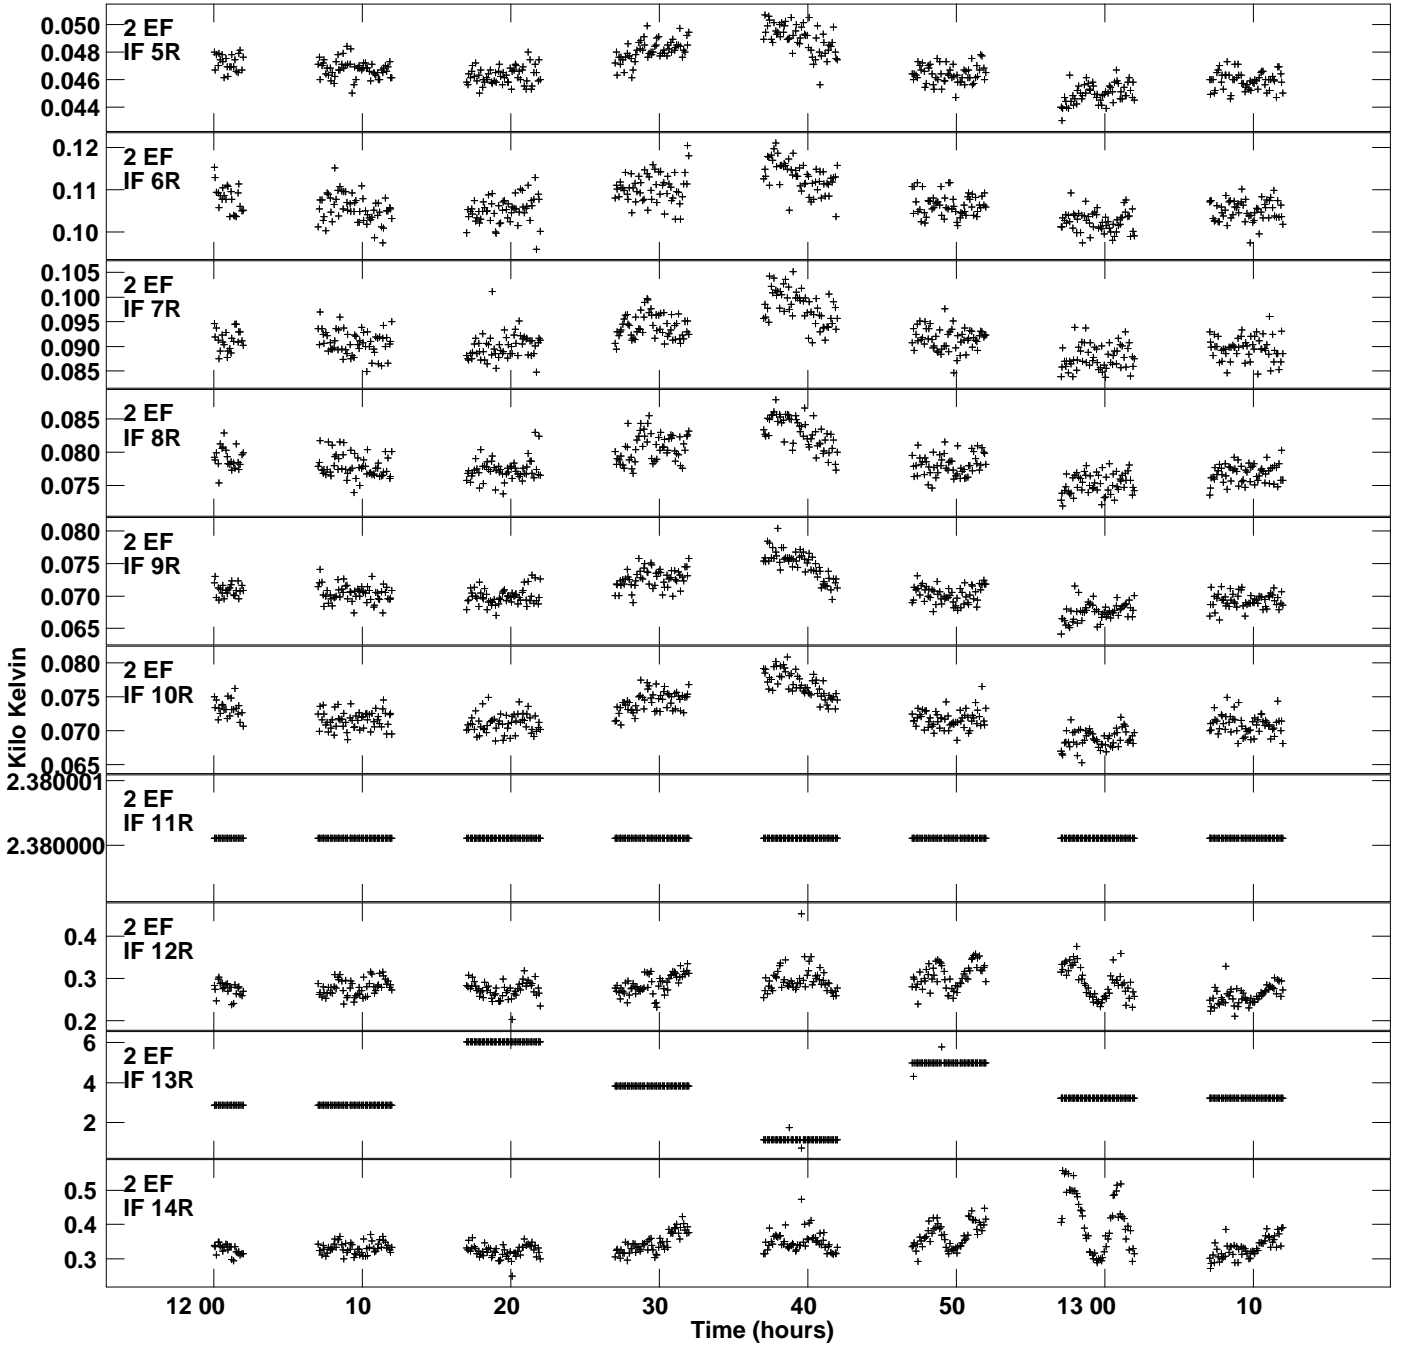 0.050
0.048
0.046
0.044
2 EF
IF 5R
0.12
0.11
0.10
2 EF
IF 6R
0.105
0.100
0.095
0.090
0.085
2 EF
IF 7R
0.085
0.080
0.075
2 EF
IF 8R
0.080
0.075
0.070
0.065
2 EF
IF 9R
0.080
0.075
0.070
0.065
2 EF
IF 10R
Kilo Kelvin
2.380001
2.380000
2 EF
IF 11R
0.4
0.3
0.2
2 EF
IF 12R
6
4
2
2 EF
IF 13R
0.5
0.4
0.3
2 EF
IF 14R
12 00 10 20 30 40 50 13 00 10
Time (hours)